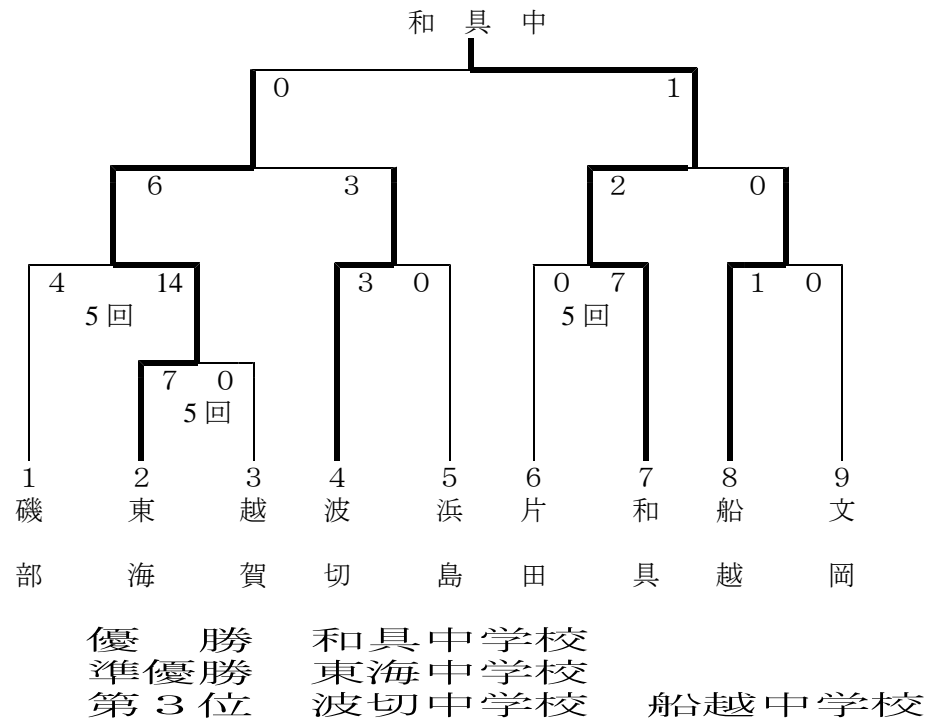 和 具 中
0 1
6 3 2 0
4 14 3 0 0 7 1 0
5回 5回
7 0
5回
1 2 3 4 5 6 7 8 9
磯部 東海 越賀 波切 浜島 片田 和具 船越 文岡
優 勝 和具中学校
準優勝 東海中学校
第3位 波切中学校 船越中学校